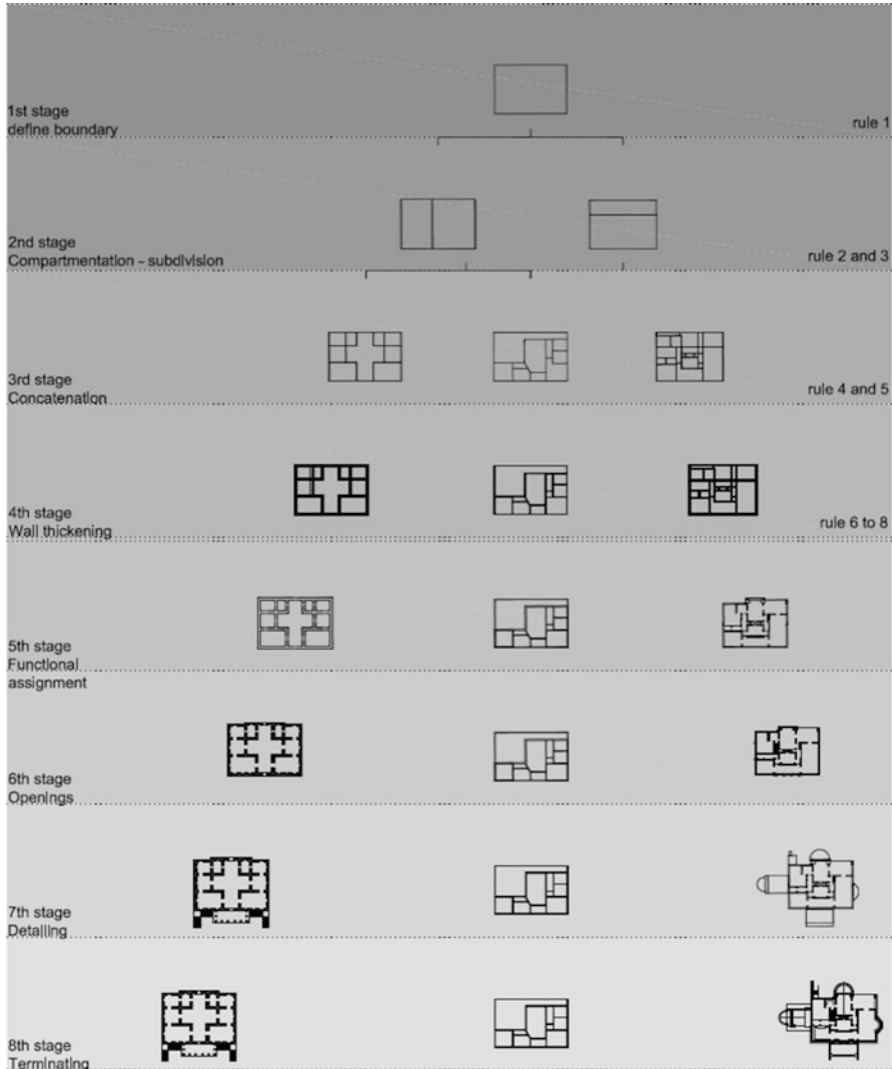 1st stage
define boundary
rule 1
2nd stage
Compartmentation - subdivision
rule 2 and 3
3rd stage
Concatenation
rule 4 and 5
4th stage
Wall thickening
rule 6 to 8
5th stage
Functional
assignment
6th stage
Openings
7th stage
Detailing
8th stage
Terminating